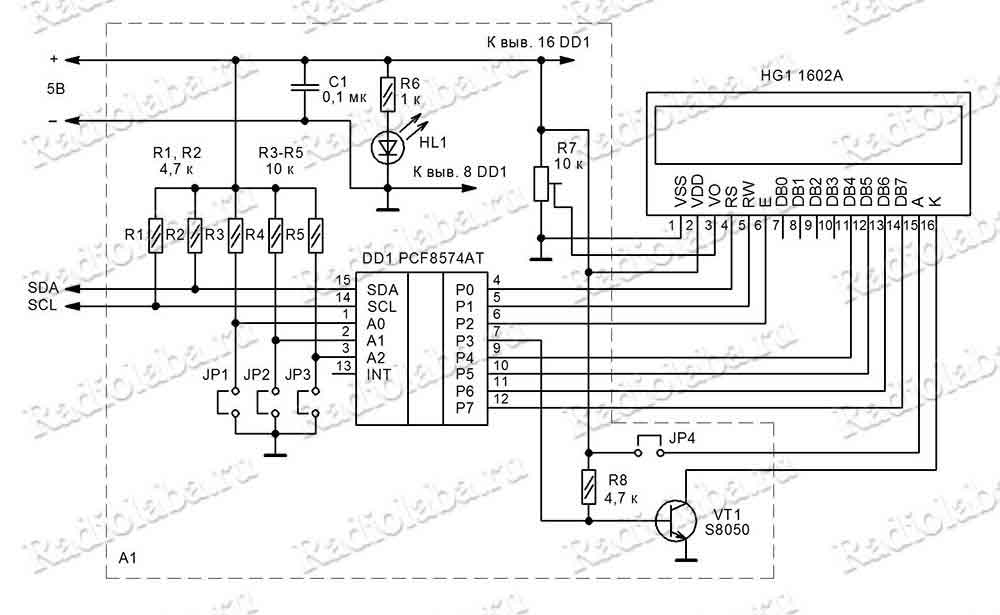 К выв. 16 DD1
+
5В
−
C1
0,1 мк
R6
1 к
HL1
К выв. 8 DD1
R1, R2
4,7 к
R3-R5
10 к
R7
10 к
HG1 1602A
VSS
VDD
VO
RS
RW
E
DB0
DB1
DB2
DB3
DB4
DB5
DB6
DB7
A
K
1 2 3 4 5 6 7 8 9 10 11 12 13 14 15 16
R1 R2 R3 R4 R5
DD1 PCF8574AT
SDA
SCL
15 SDA P0 4
14 SCL P1 5
1 A0 P2 6
2 A1 P3 7
3 A2 P4 9
13 INT P5 10
P6 11
P7 12
JP1 JP2 JP3
JP4
R8
4,7 к
VT1
S8050
A1
Radiolaba.ru